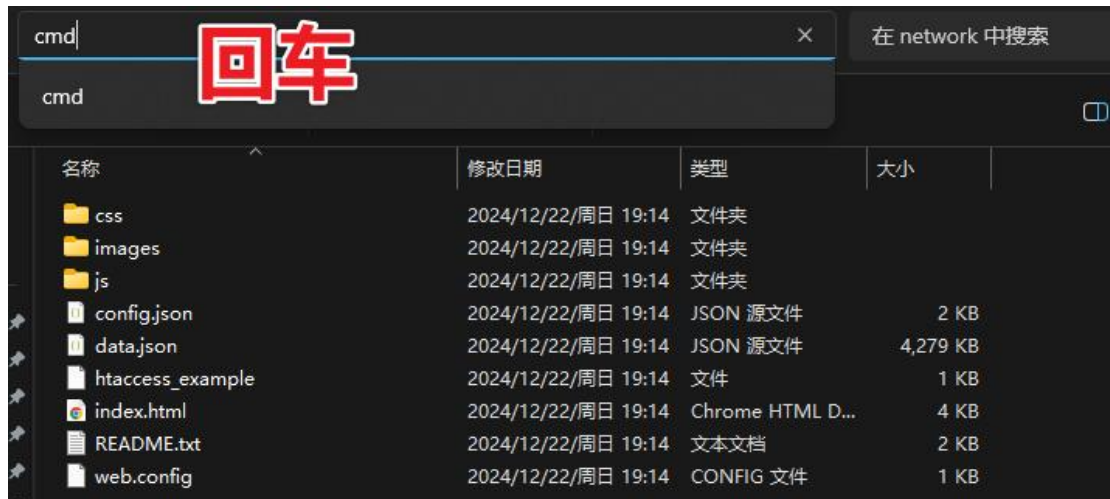 cmd
回车
在 network 中搜索
cmd
名称 修改日期 类型 大小
css 2024/12/22/周日 19:14 文件夹
images 2024/12/22/周日 19:14 文件夹
js 2024/12/22/周日 19:14 文件夹
config.json 2024/12/22/周日 19:14 JSON 源文件 2 KB
data.json 2024/12/22/周日 19:14 JSON 源文件 4,279 KB
htaccess_example 2024/12/22/周日 19:14 文件 1 KB
index.html 2024/12/22/周日 19:14 Chrome HTML D... 4 KB
README.txt 2024/12/22/周日 19:14 文本文档 2 KB
web.config 2024/12/22/周日 19:14 CONFIG 文件 1 KB